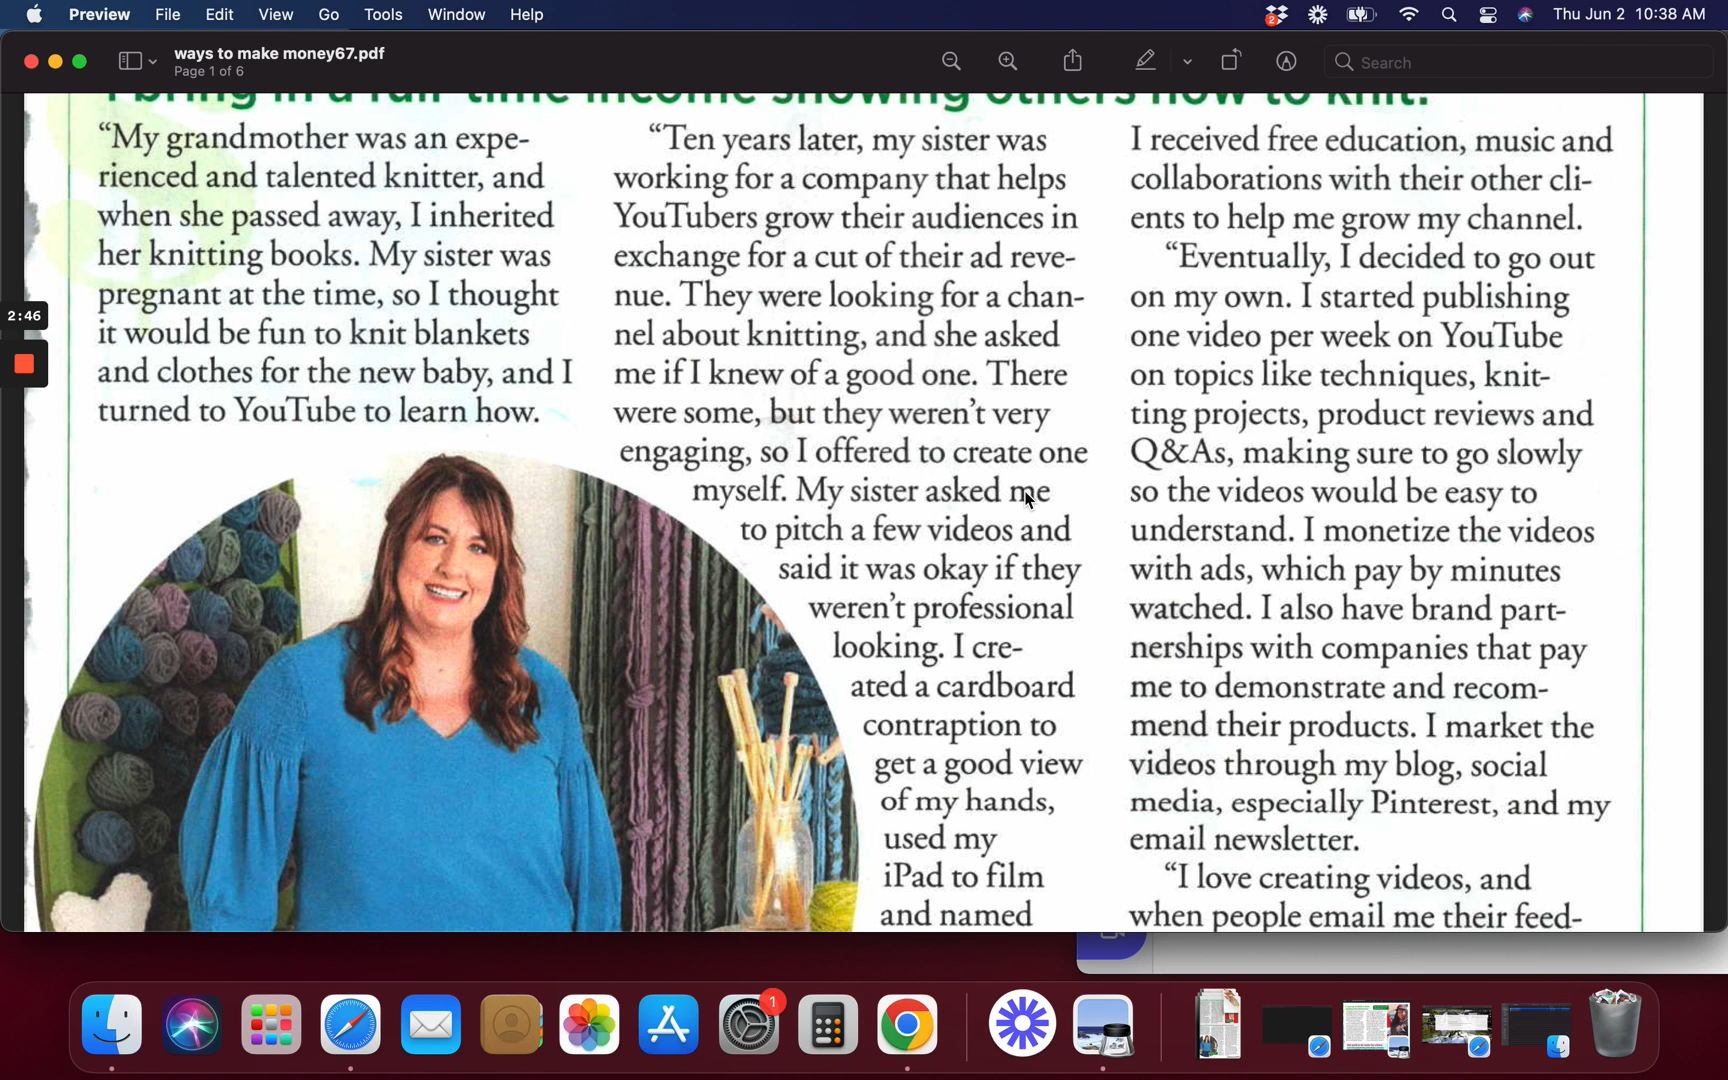 Preview File Edit View Go Tools Window Help
2
Thu Jun 2 10:38 AM
ways to make money67.pdf
Page 1 of 6
Search
I bring in a full-time income showing others how to knit!
“My grandmother was an expe-
rienced and talented knitter, and
when she passed away, I inherited
her knitting books. My sister was
pregnant at the time, so I thought
it would be fun to knit blankets
and clothes for the new baby, and I
turned to YouTube to learn how.
“Ten years later, my sister was
working for a company that helps
YouTubers grow their audiences in
exchange for a cut of their ad reve-
nue. They were looking for a chan-
nel about knitting, and she asked
me if I knew of a good one. There
were some, but they weren’t very
engaging, so I offered to create one
myself. My sister asked me
to pitch a few videos and
said it was okay if they
weren’t professional
looking. I cre-
ated a cardboard
contraption to
get a good view
of my hands,
used my
iPad to film
and named
I received free education, music and
collaborations with their other cli-
ents to help me grow my channel.
“Eventually, I decided to go out
on my own. I started publishing
one video per week on YouTube
on topics like techniques, knit-
ting projects, product reviews and
Q&As, making sure to go slowly
so the videos would be easy to
understand. I monetize the videos
with ads, which pay by minutes
watched. I also have brand part-
nerships with companies that pay
me to demonstrate and recom-
mend their products. I market the
videos through my blog, social
media, especially Pinterest, and my
email newsletter.
“I love creating videos, and
when people email me their feed-
2:46
1